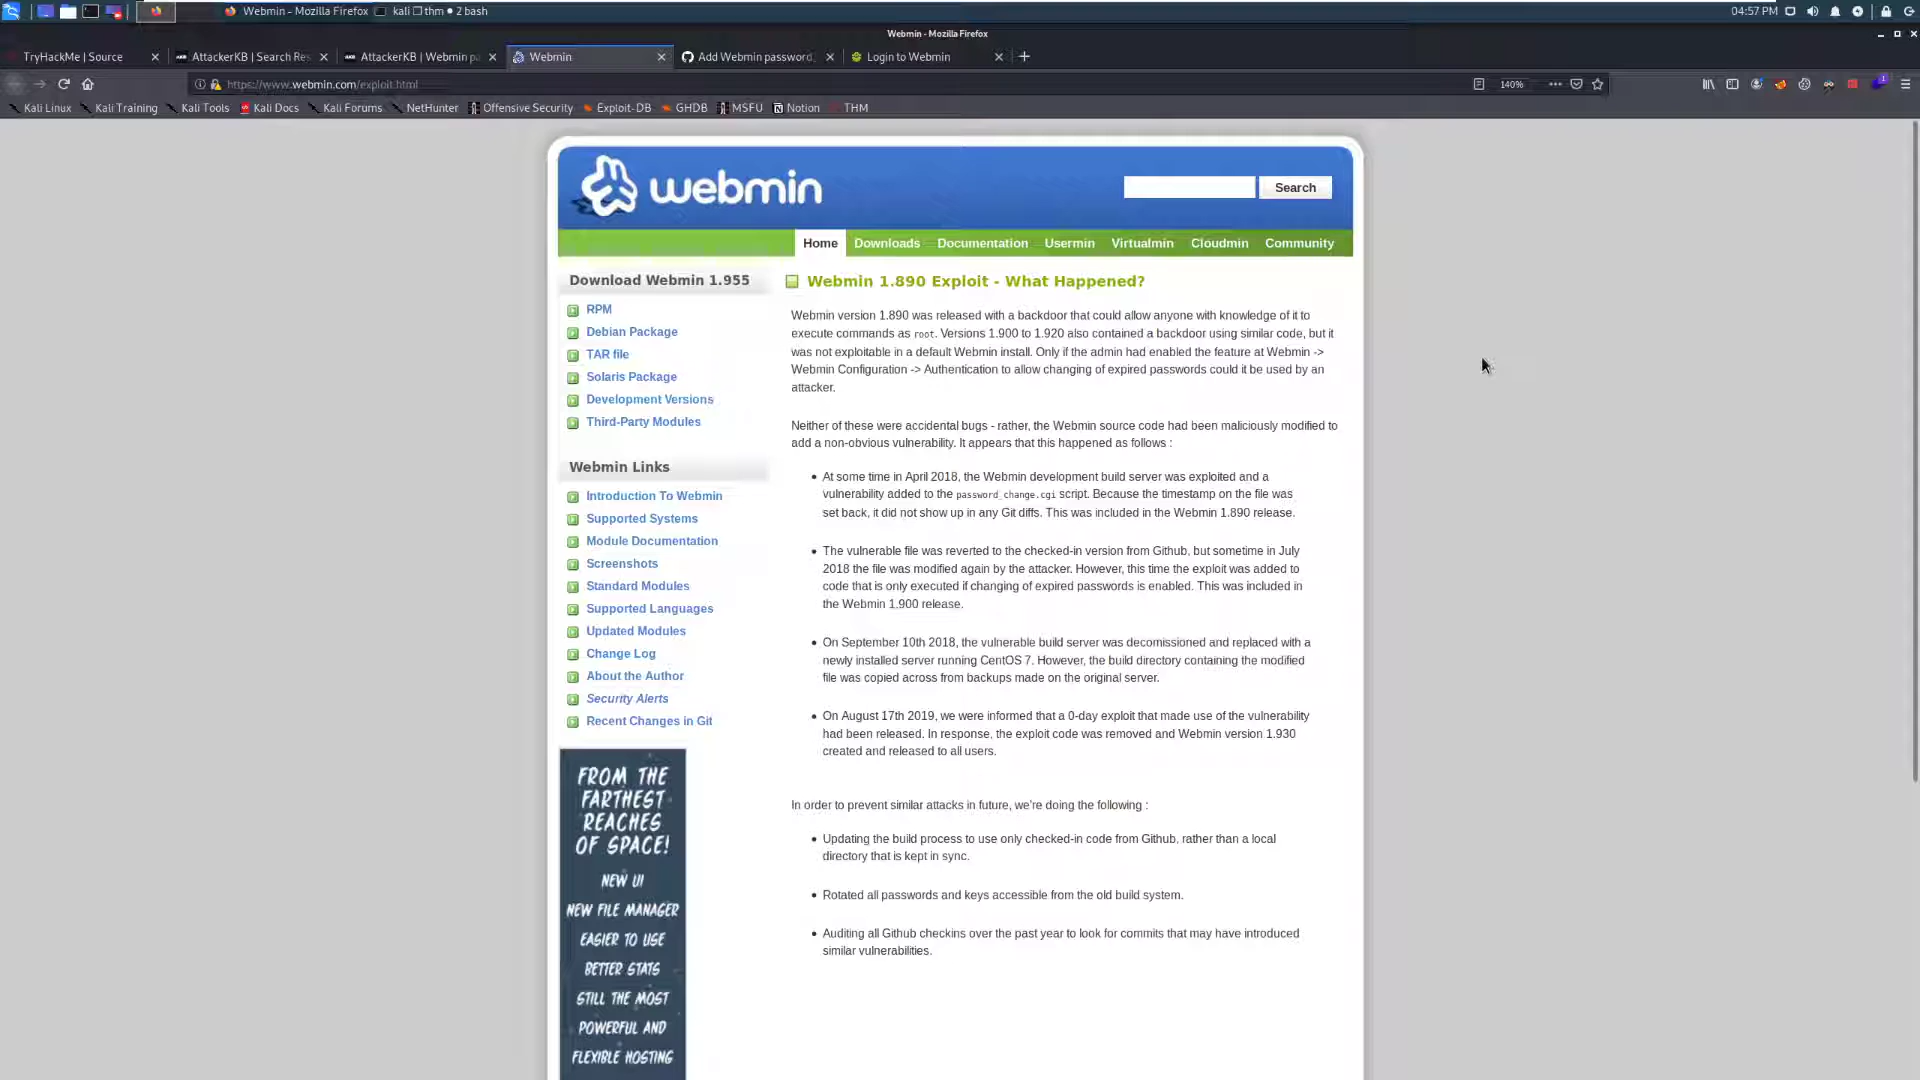 Webmin - Mozilla Firefox
kali thm ● 2 bash
04:57 PM
Webmin - Mozilla Firefox
TryHackMe | Source
AttackerKB | Search Re
AttackerKB | Webmin p
Webmin
Add Webmin password
Login to Webmin
https://www.webmin.com/exploit.html
140%
Kali Linux
Kali Training
Kali Tools
Kali Docs
Kali Forums
NetHunter
Offensive Security
Exploit-DB
GHDB
MSFU
Notion
THM
webmin
Search
Home Downloads Documentation Usermin Virtualmin Cloudmin Community
Download Webmin 1.955
RPM
Debian Package
TAR file
Solaris Package
Development Versions
Third-Party Modules
Webmin Links
Introduction To Webmin
Supported Systems
Module Documentation
Screenshots
Standard Modules
Supported Languages
Updated Modules
Change Log
About the Author
Security Alerts
Recent Changes in Git
FROM THE
FARTHEST
REACHES
OF SPACE!
NEW UI
NEW FILE MANAGER
EASIER TO USE
BETTER STATS
STILL THE MOST
POWERFUL AND
FLEXIBLE HOSTING
Webmin 1.890 Exploit - What Happened?
Webmin version 1.890 was released with a backdoor that could allow anyone with knowledge of it to
execute commands as root. Versions 1.900 to 1.920 also contained a backdoor using similar code, but it
was not exploitable in a default Webmin install. Only if the admin had enabled the feature at Webmin ->
Webmin Configuration -> Authentication to allow changing of expired passwords could it be used by an
attacker.
Neither of these were accidental bugs - rather, the Webmin source code had been maliciously modified to
add a non-obvious vulnerability. It appears that this happened as follows :
• At some time in April 2018, the Webmin development build server was exploited and a
vulnerability added to the password_change.cgi script. Because the timestamp on the file was
set back, it did not show up in any Git diffs. This was included in the Webmin 1.890 release.
• The vulnerable file was reverted to the checked-in version from Github, but sometime in July
2018 the file was modified again by the attacker. However, this time the exploit was added to
code that is only executed if changing of expired passwords is enabled. This was included in
the Webmin 1.900 release.
• On September 10th 2018, the vulnerable build server was decomissioned and replaced with a
newly installed server running CentOS 7. However, the build directory containing the modified
file was copied across from backups made on the original server.
• On August 17th 2019, we were informed that a 0-day exploit that made use of the vulnerability
had been released. In response, the exploit code was removed and Webmin version 1.930
created and released to all users.
In order to prevent similar attacks in future, we're doing the following :
• Updating the build process to use only checked-in code from Github, rather than a local
directory that is kept in sync.
• Rotated all passwords and keys accessible from the old build system.
• Auditing all Github checkins over the past year to look for commits that may have introduced
similar vulnerabilities.